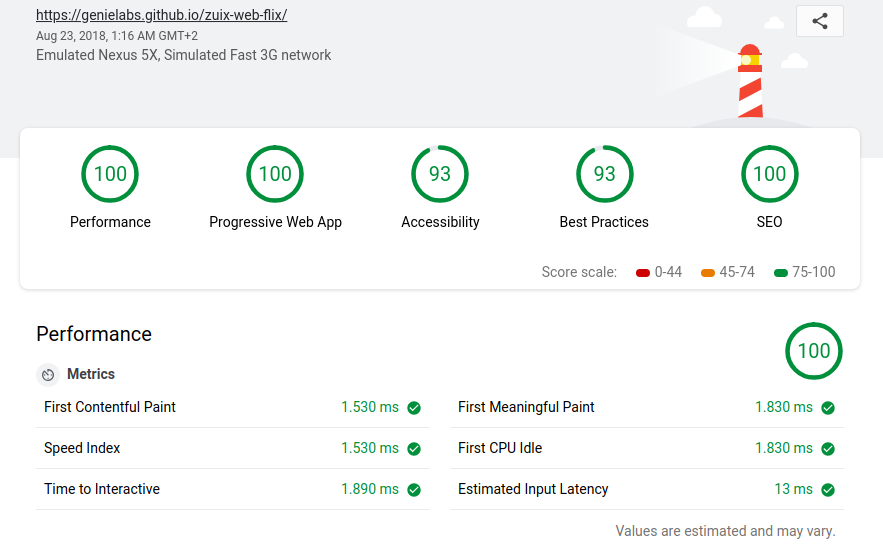 https://genielabs.github.io/zuix-web-flix/
Aug 23, 2018, 1:16 AM GMT+2
Emulated Nexus 5X, Simulated Fast 3G network
100 100 93 93 100
Performance Progressive Web App Accessibility Best Practices SEO
Score scale: 0-44 45-74 75-100
Performance
100
Metrics
First Contentful Paint 1.530 ms First Meaningful Paint 1.830 ms
Speed Index 1.530 ms First CPU Idle 1.830 ms
Time to Interactive 1.890 ms Estimated Input Latency 13 ms
Values are estimated and may vary.